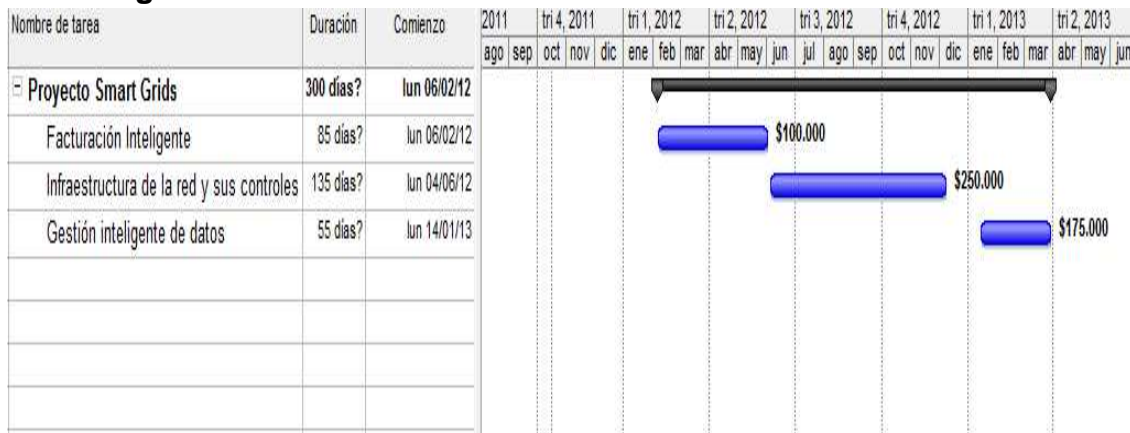 Nombre de tarea Duración Comienzo 2011 tri 4, 2011 tri 1, 2012 tri 2, 2012 tri 3, 2012 tri 4, 2012 tri 1, 2013 tri 2, 2013
ago sep oct nov dic ene feb mar abr may jun jul ago sep oct nov dic ene feb mar abr may jun
Proyecto Smart Grids 300 días? lun 06/02/12
Facturación Inteligente 85 días? lun 06/02/12 $100.000
Infraestructura de la red y sus controles 135 días? lun 04/06/12 $250.000
Gestión inteligente de datos 55 días? lun 14/01/13 $175.000